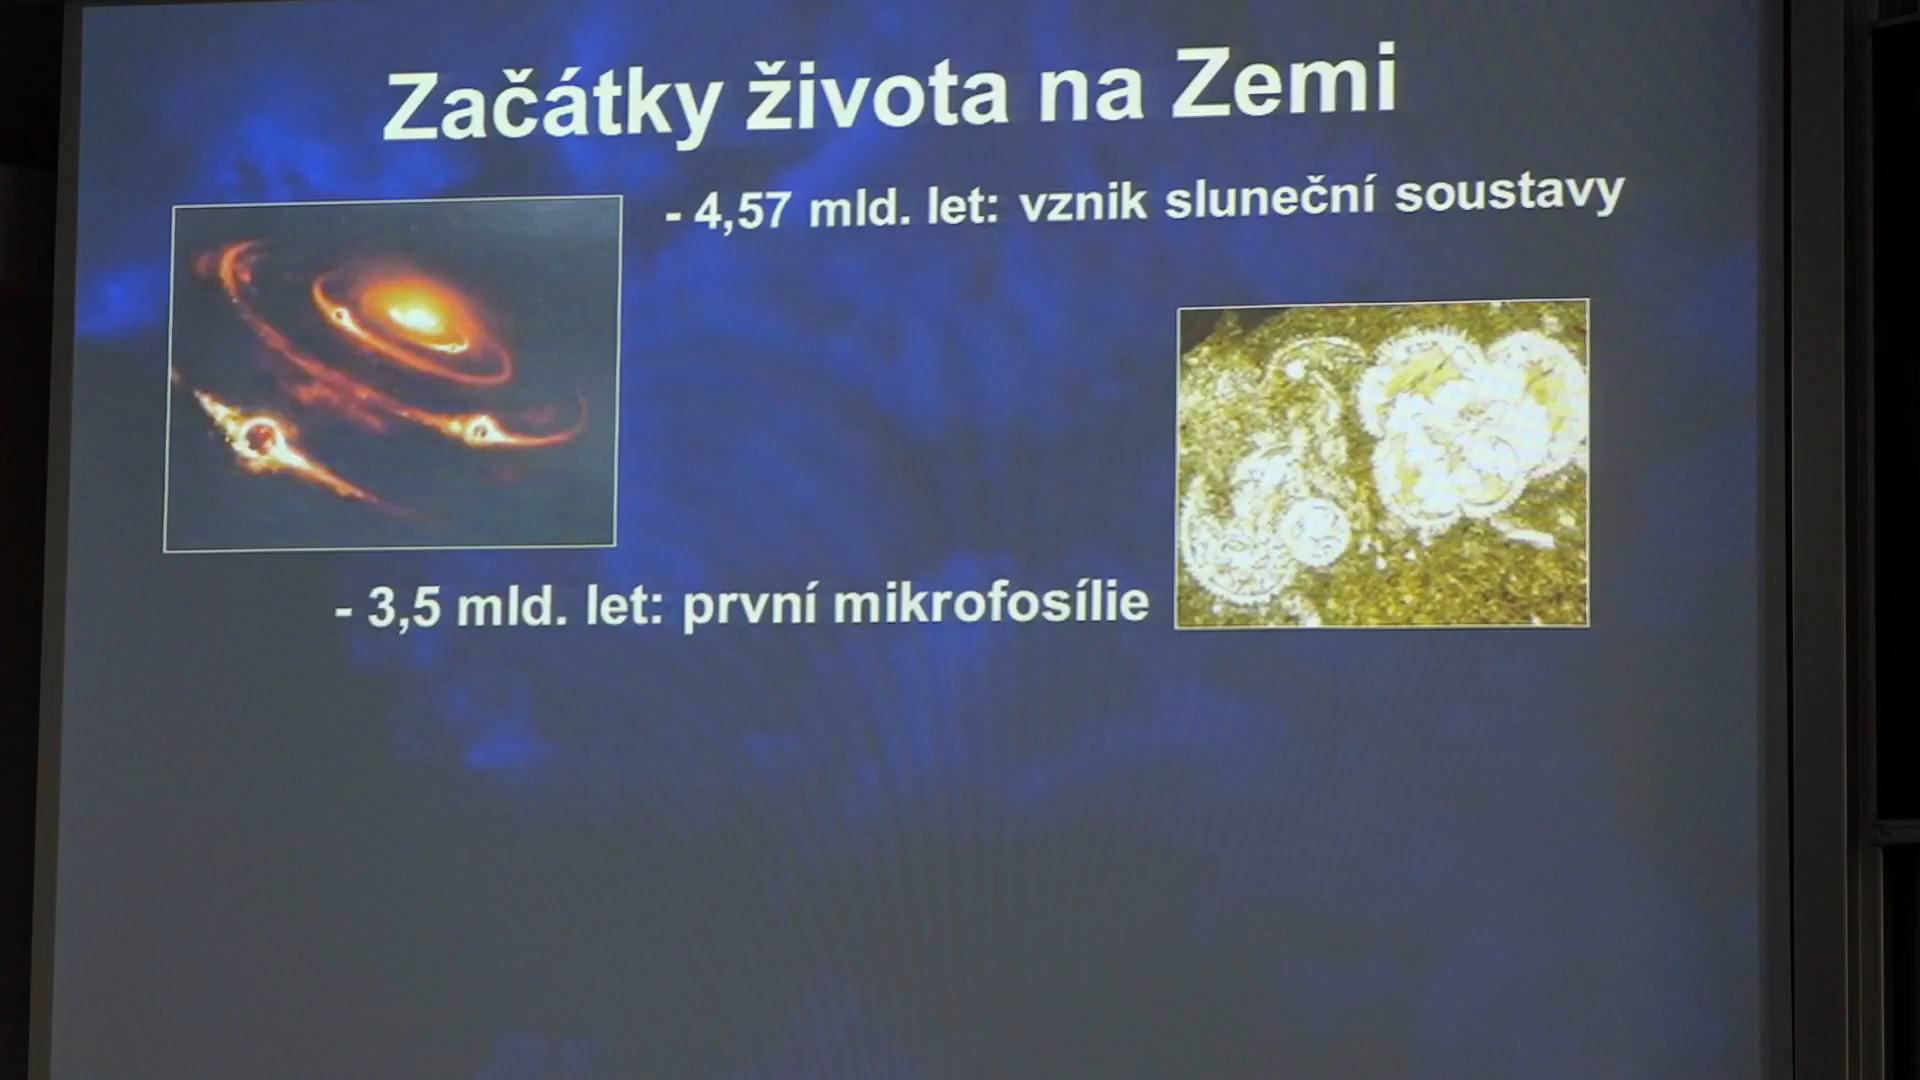 Začátky života na Zemi
- 4,57 mld. let: vznik sluneční soustavy
- 3,5 mld. let: první mikrofosílie